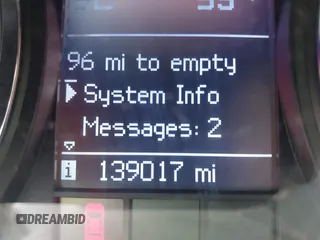 96 mi to empty
System Info
Messages: 2
i 139017 mi
DREAMBID